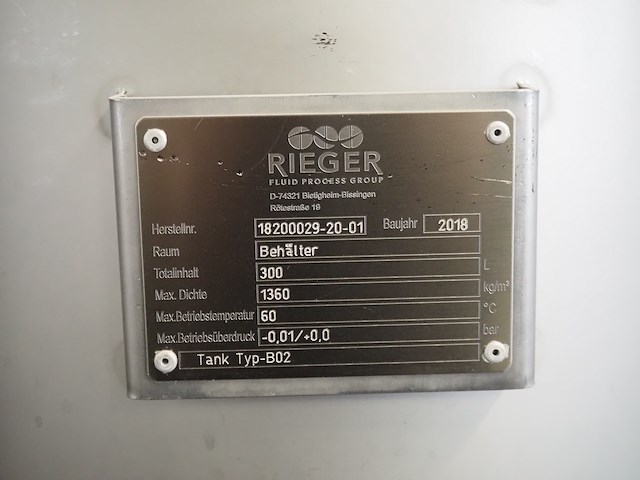 RIEGER
FLUID PROCESS GROUP
D-74321 Bietigheim-Bissingen
Rötestraße 19
Herstellnr. 18200029-20-01 Baujahr 2018
Raum Behälter
Totalinhalt 300 L
Max. Dichte 1360 kg/m³
Max.Betriebstemperatur 60 °C
Max.Betriebsüberdruck -0,01/+0,0 bar
Tank Typ-B02